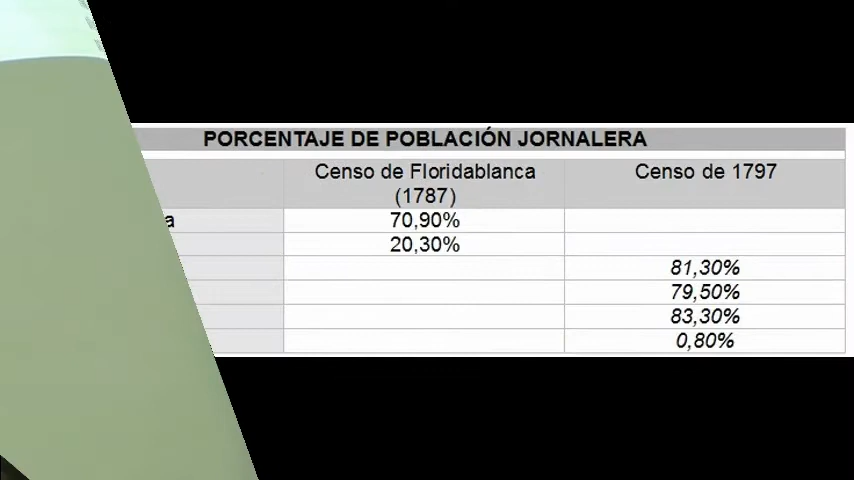 PORCENTAJE DE POBLACIÓN JORNALERA
Censo de Floridablanca (1787)
Censo de 1797
a 70,90%
20,30%
81,30%
79,50%
83,30%
0,80%